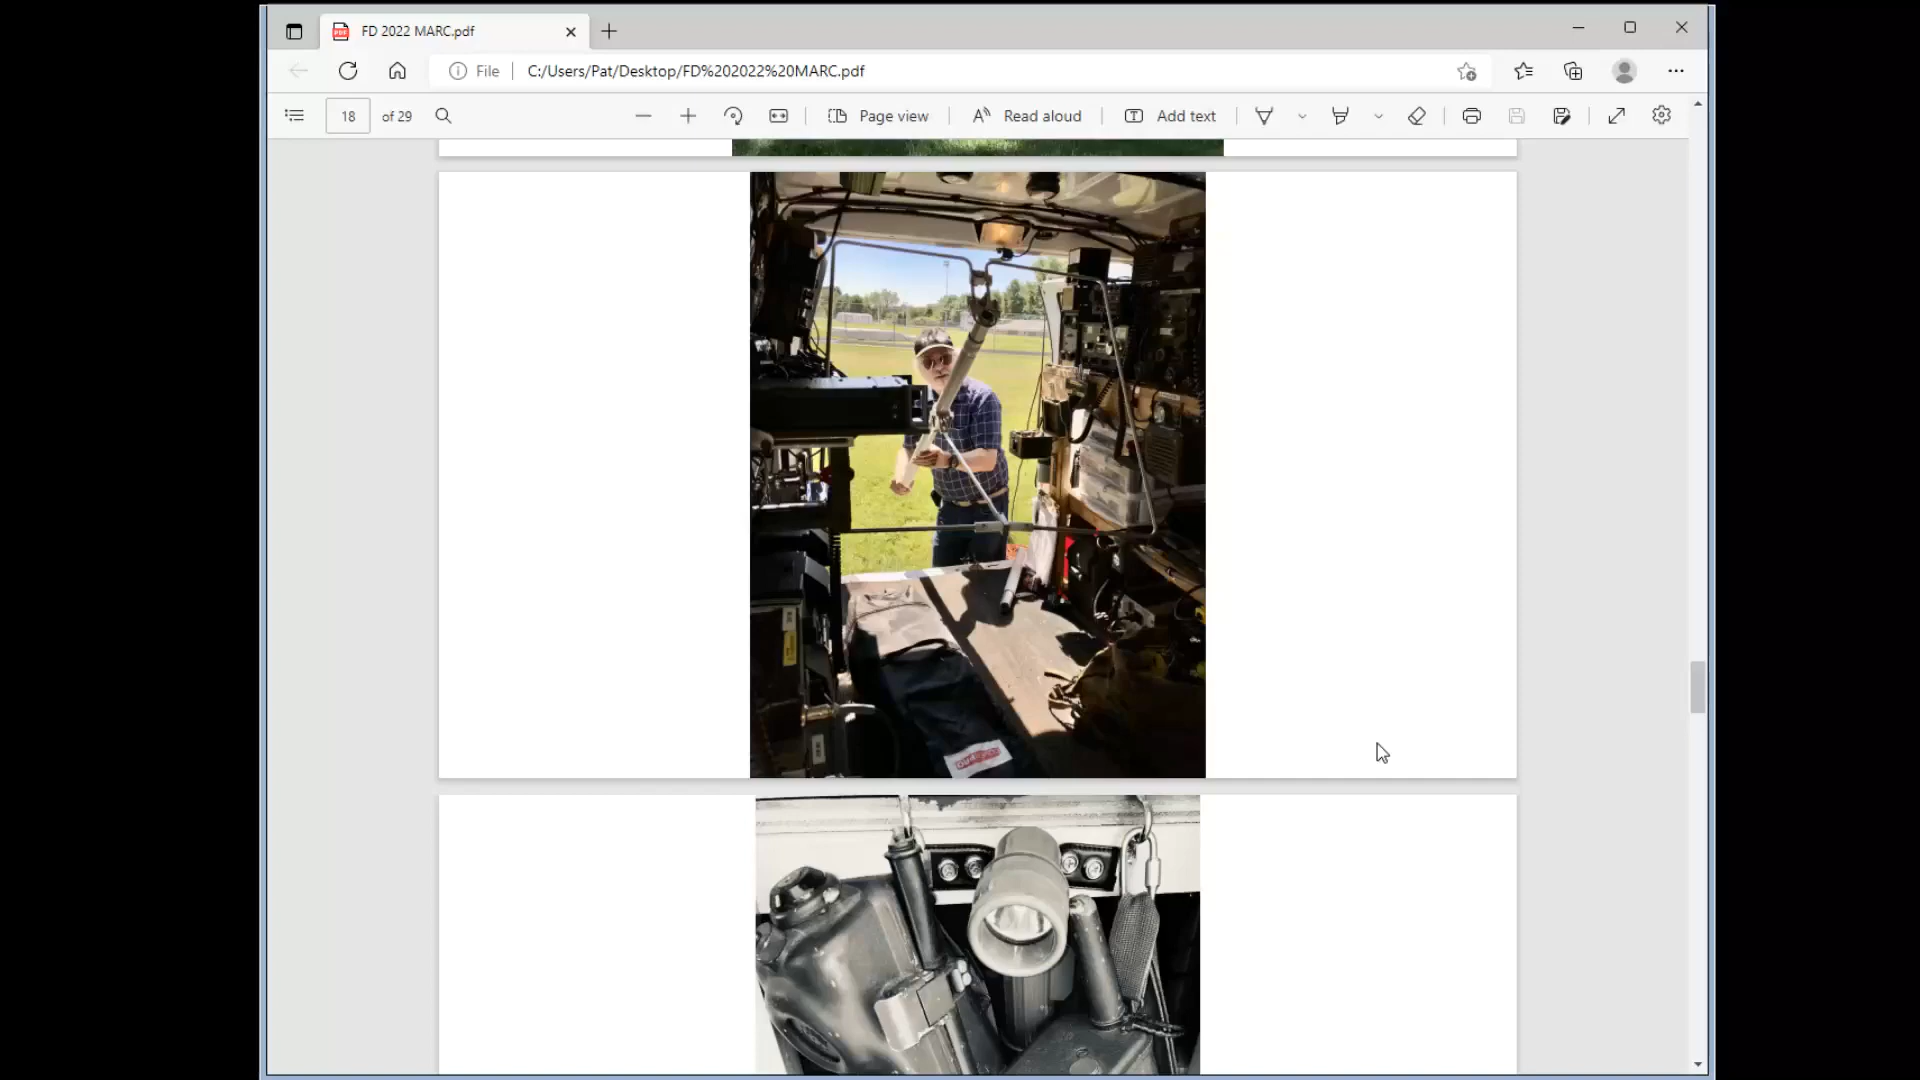 FD 2022 MARC.pdf
File
C:/Users/Pat/Desktop/FD%202022%20MARC.pdf
18 of 29
Page view
Read aloud
Add text